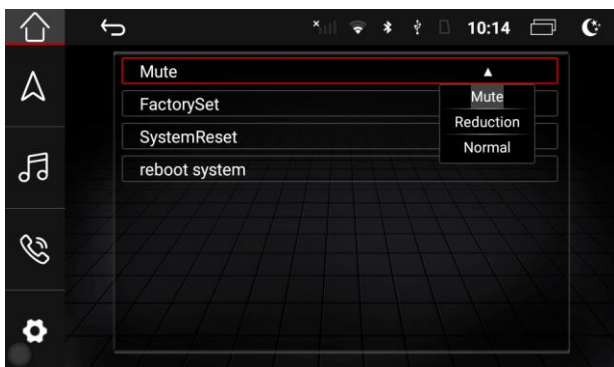 10:14
Mute
Mute
FactorySet
Reduction
SystemReset
Normal
reboot system